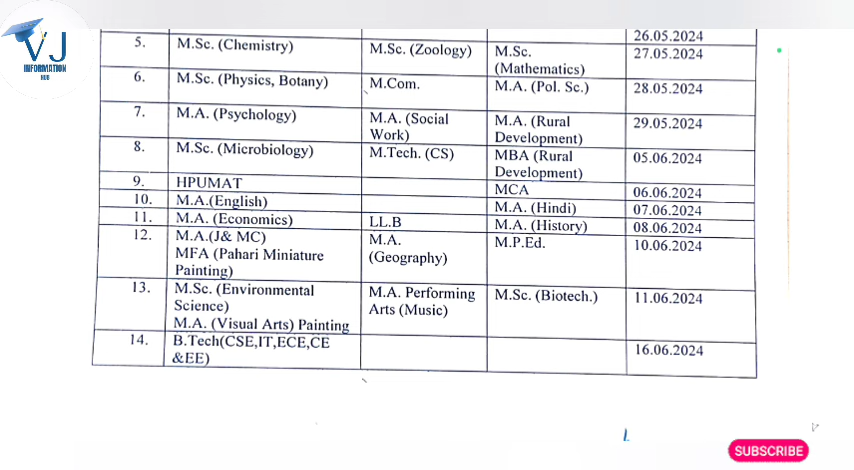 VJ
INFORMATION
HUB
26.05.2024
5. M.Sc. (Chemistry) M.Sc. (Zoology) M.Sc. 27.05.2024
(Mathematics)
6. M.Sc. (Physics, Botany) M.Com. M.A. (Pol. Sc.) 28.05.2024
7. M.A. (Psychology) M.A. (Social M.A. (Rural 29.05.2024
Work) Development)
8. M.Sc. (Microbiology) M.Tech. (CS) MBA (Rural 05.06.2024
Development)
9. HPUMAT MCA 06.06.2024
10. M.A.(English) M.A. (Hindi) 07.06.2024
11. M.A. (Economics) LL.B M.A. (History) 08.06.2024
12. M.A.(J& MC) M.A. M.P.Ed. 10.06.2024
MFA (Pahari Miniature (Geography)
Painting)
13. M.Sc. (Environmental M.A. Performing M.Sc. (Biotech.) 11.06.2024
Science) Arts (Music)
M.A. (Visual Arts) Painting
14. B.Tech(CSE,IT,ECE,CE 16.06.2024
&EE)
SUBSCRIBE